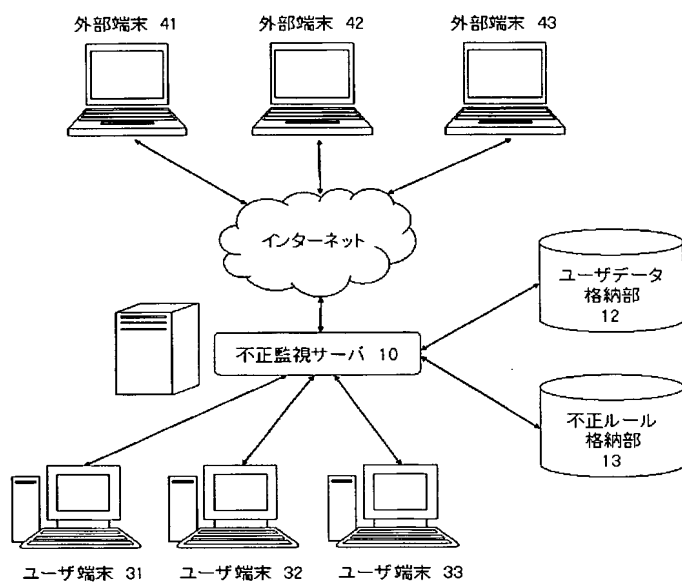 外部端末 41
外部端末 42
外部端末 43
インターネット
ユーザデータ
格納部
12
不正監視サーバ 10
不正ルール
格納部
13
ユーザ端末 31
ユーザ端末 32
ユーザ端末 33